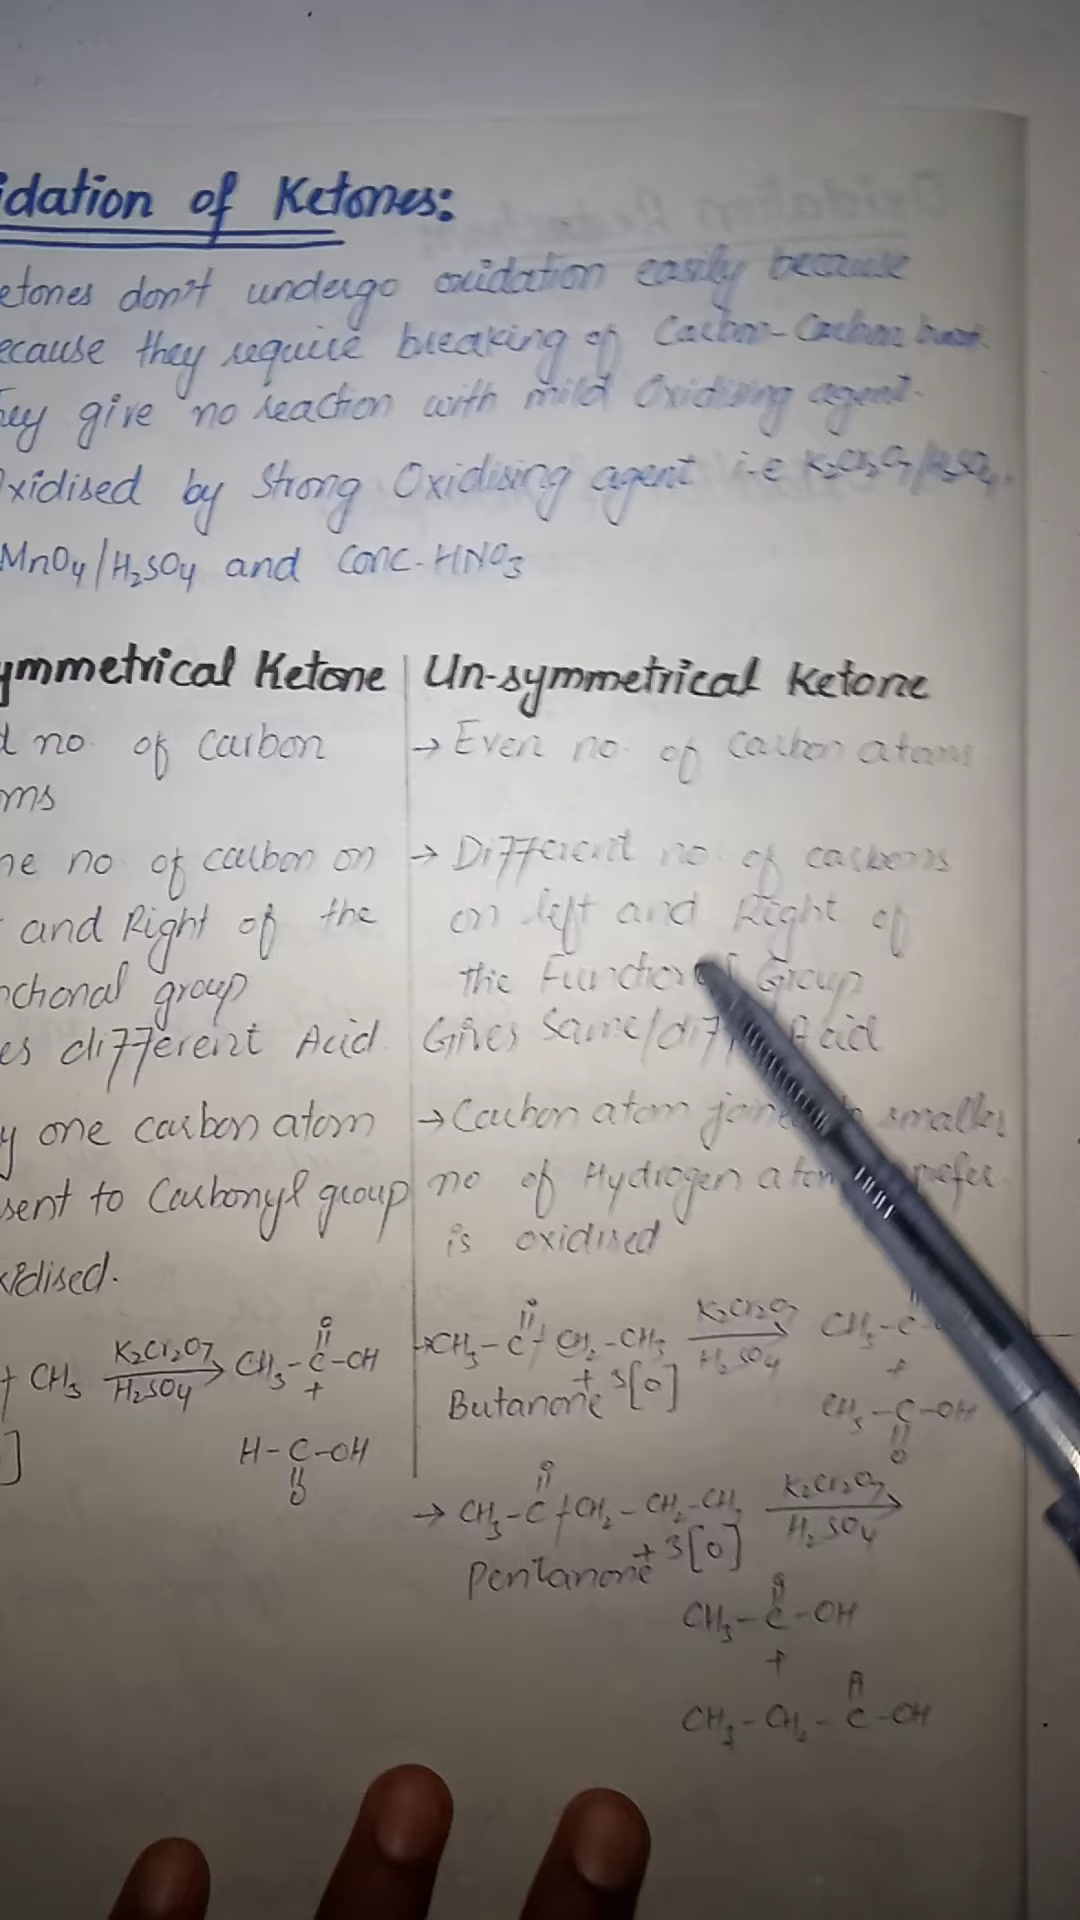 idation of Ketones:
etones don't undergo oxidation easily because
ecause they require breaking of Carbon-Carbon
hey give no reaction with mild Oxidising agent.
oxidised by Strong Oxidising agent i-e K2Cr2O7/H2SO4.
MnO4/H2SO4 and Conc. HNO3
ymmetrical Ketone
d no. of Carbon
oms
me no. of carbon on
and Right of the
nctional group
es different Acid
y one carbon atom
sent to Carbonyl group
xidised.
+ CH3 K2Cr2O7 H2SO4 CH3-C-OH
O
+
]
H-C-OH
O
Un-symmetrical Ketone
→ Even no. of Carbon atoms
→ Different no. of carbons
on left and Right of
the Function Group
Gives Same/diff Acid
→ Carbon atom join smaller
no of Hydrogen atom prefer
is oxidised
→ CH3-C+CH2-CH3 K2Cr2O7 H2SO4 CH3-C
O
Butanone + 3[O]
+
CH3-C-OH
O
→ CH3-C+CH2-CH2-CH3 K2Cr2O7 H2SO4
O
Pentanone + 3[O]
O
CH3-C-OH
+
CH3-CH2-C-OH